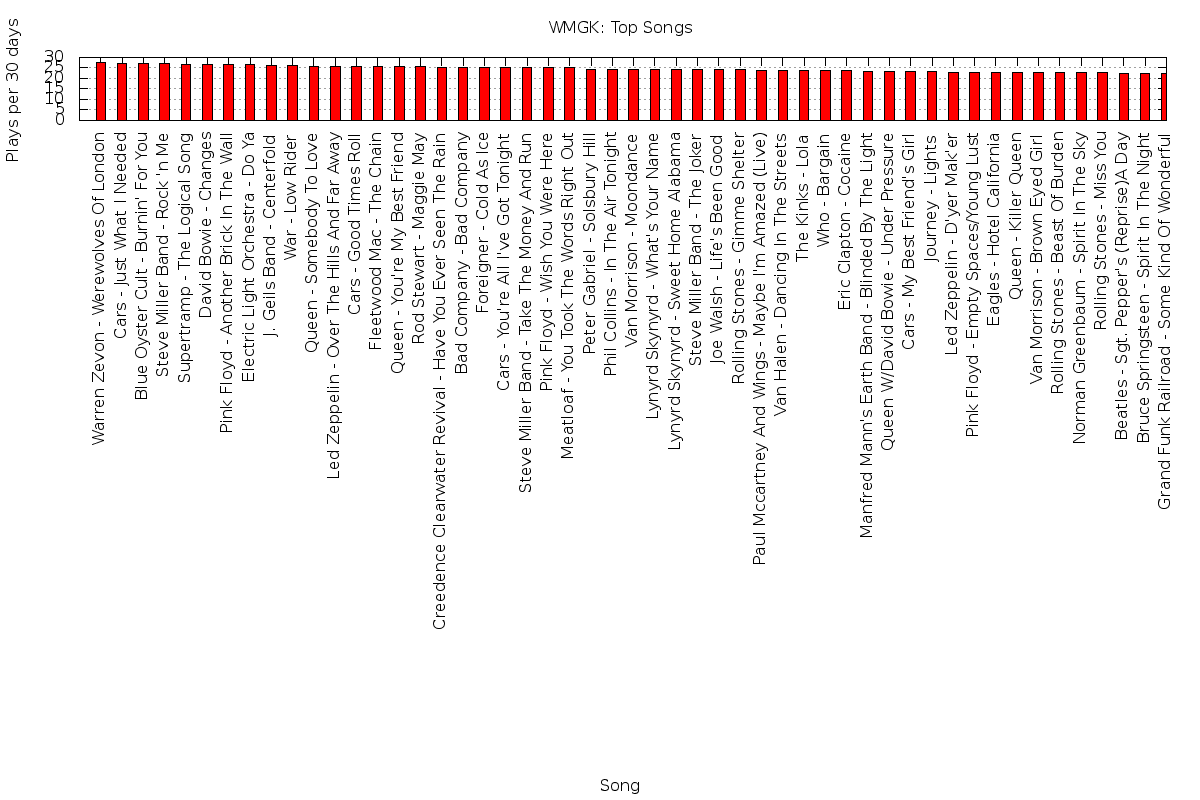 WMGK: Top Songs
Plays per 30 days
30
25
20
15
10
5
0
Warren Zevon - Werewolves Of London
Cars - Just What I Needed
Blue Oyster Cult - Burnin' For You
Steve Miller Band - Rock 'n Me
Supertramp - The Logical Song
David Bowie - Changes
Pink Floyd - Another Brick In The Wall
Electric Light Orchestra - Do Ya
J. Geils Band - Centerfold
War - Low Rider
Queen - Somebody To Love
Led Zeppelin - Over The Hills And Far Away
Cars - Good Times Roll
Fleetwood Mac - The Chain
Queen - You're My Best Friend
Rod Stewart - Maggie May
Creedence Clearwater Revival - Have You Ever Seen The Rain
Bad Company - Bad Company
Foreigner - Cold As Ice
Cars - You're All I've Got Tonight
Steve Miller Band - Take The Money And Run
Pink Floyd - Wish You Were Here
Meatloaf - You Took The Words Right Out
Peter Gabriel - Solsbury Hill
Phil Collins - In The Air Tonight
Van Morrison - Moondance
Lynyrd Skynyrd - What's Your Name
Lynyrd Skynyrd - Sweet Home Alabama
Steve Miller Band - The Joker
Joe Walsh - Life's Been Good
Rolling Stones - Gimme Shelter
Paul Mccartney And Wings - Maybe I'm Amazed (Live)
Van Halen - Dancing In The Streets
The Kinks - Lola
Who - Bargain
Eric Clapton - Cocaine
Manfred Mann's Earth Band - Blinded By The Light
Queen W/David Bowie - Under Pressure
Cars - My Best Friend's Girl
Journey - Lights
Led Zeppelin - D'yer Mak'er
Pink Floyd - Empty Spaces/Young Lust
Eagles - Hotel California
Queen - Killer Queen
Van Morrison - Brown Eyed Girl
Rolling Stones - Beast Of Burden
Norman Greenbaum - Spirit In The Sky
Rolling Stones - Miss You
Beatles - Sgt. Pepper's (Reprise)A Day
Bruce Springsteen - Spirit In The Night
Grand Funk Railroad - Some Kind Of Wonderful
Song